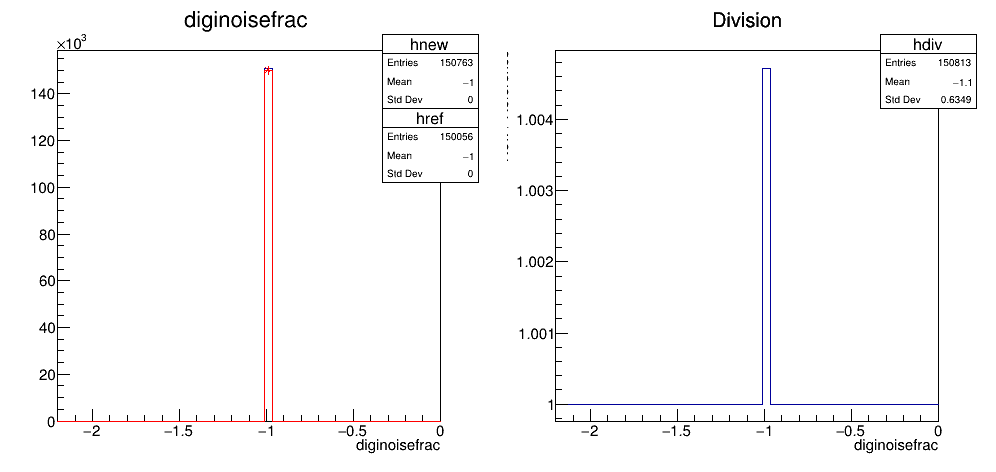 diginoisefrac
×10³
hnew
Entries 150763
Mean −1
Std Dev 0
href
Entries 150056
Mean −1
Std Dev 0
140
120
100
80
60
40
20
0
−2 −1.5 −1 −0.5 0
diginoisefrac
Division
hdiv
Entries 150813
Mean −1.1
Std Dev 0.6349
1.004
1.003
1.002
1.001
1
−2 −1.5 −1 −0.5 0
diginoisefrac